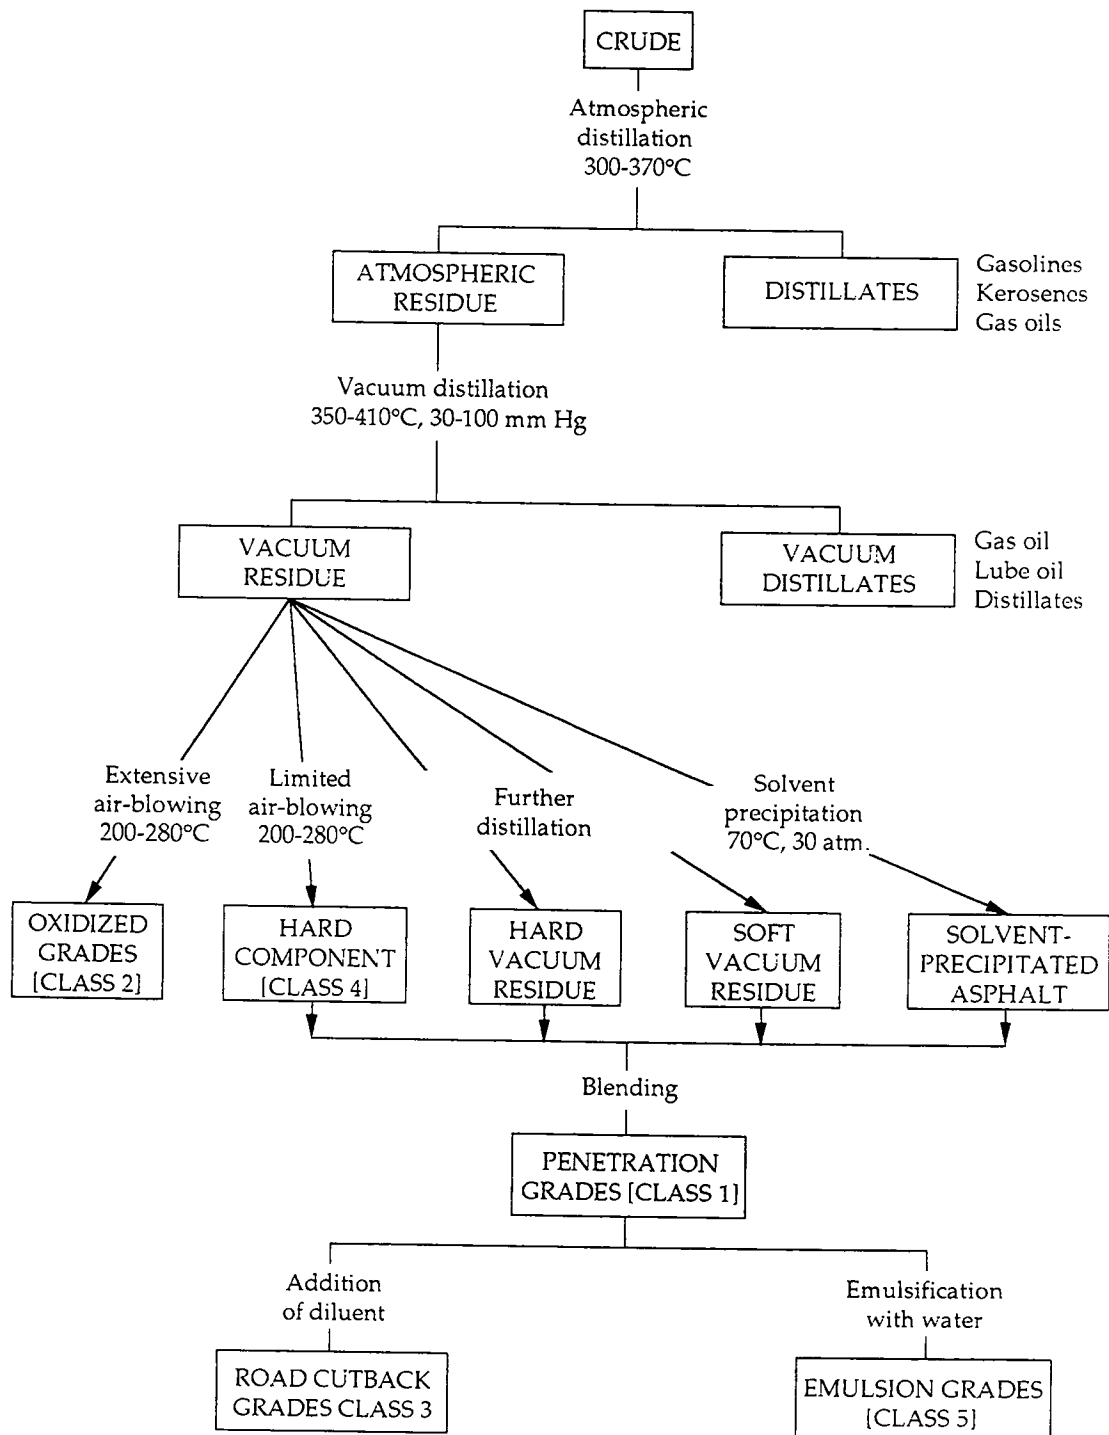 CRUDE
Atmospheric
distillation
300-370°C
ATMOSPHERIC
RESIDUE
DISTILLATES
Gasolines
Kerosenes
Gas oils
Vacuum distillation
350-410°C, 30-100 mm Hg
VACUUM
RESIDUE
VACUUM
DISTILLATES
Gas oil
Lube oil
Distillates
Extensive
air-blowing
200-280°C
Limited
air-blowing
200-280°C
Further
distillation
Solvent
precipitation
70°C, 30 atm.
OXIDIZED
GRADES
[CLASS 2]
HARD
COMPONENT
[CLASS 4]
HARD
VACUUM
RESIDUE
SOFT
VACUUM
RESIDUE
SOLVENT-
PRECIPITATED
ASPHALT
Blending
PENETRATION
GRADES [CLASS 1]
Addition
of diluent
Emulsification
with water
ROAD CUTBACK
GRADES CLASS 3
EMULSION GRADES
[CLASS 5]